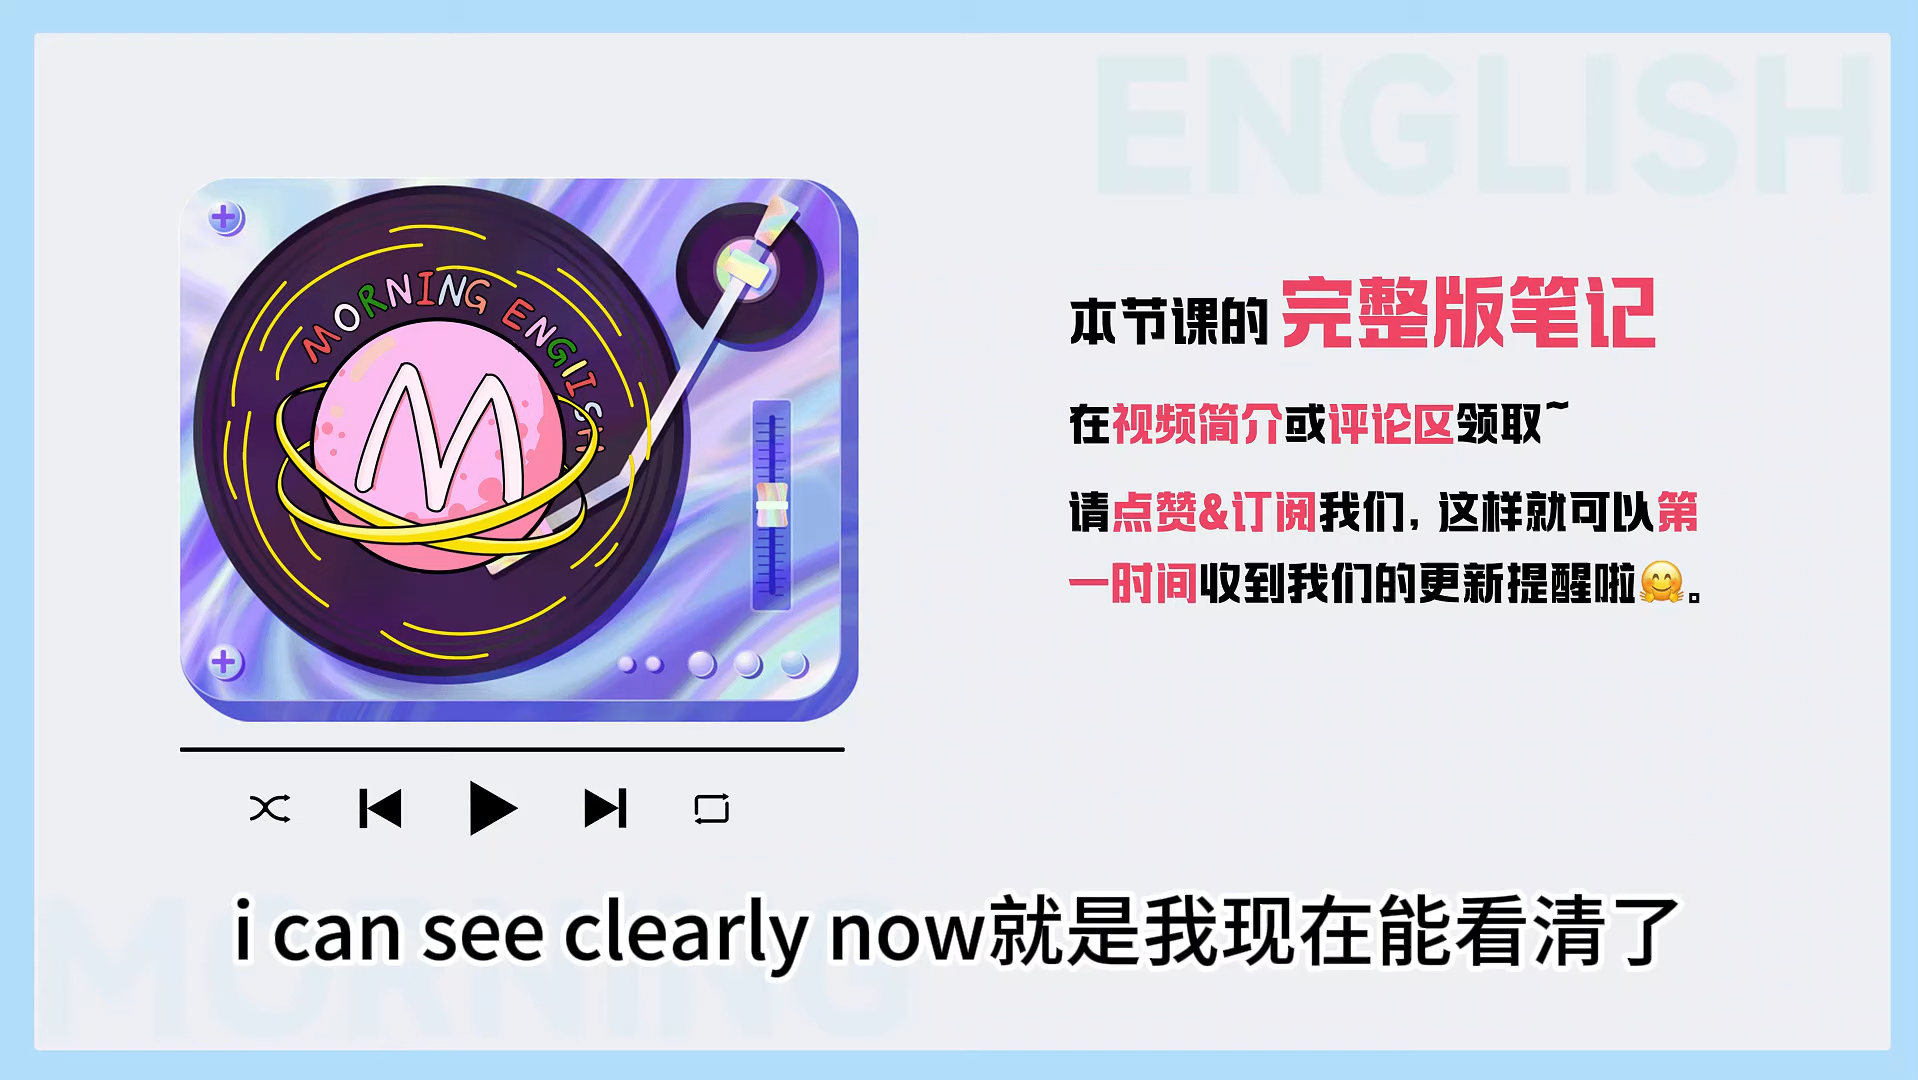 ENGLISH
MORNING ENGLISH
M
本节课的 完整版笔记
在视频简介或评论区领取~
请点赞&订阅我们，这样就可以第
一时间收到我们的更新提醒啦🤗。
i can see clearly now就是我现在能看清了
MORNING